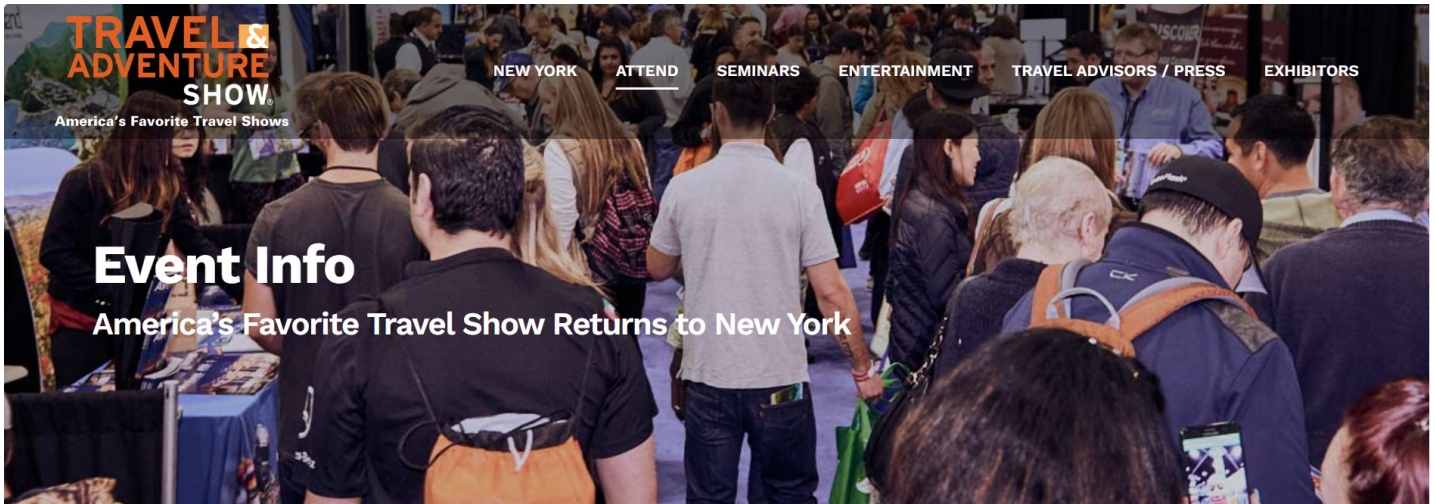 TRAVEL &
ADVENTURE
SHOW®
America's Favorite Travel Shows
NEW YORK ATTEND SEMINARS ENTERTAINMENT TRAVEL ADVISORS / PRESS EXHIBITORS
DISCOVER
Event Info
America's Favorite Travel Show Returns to New York